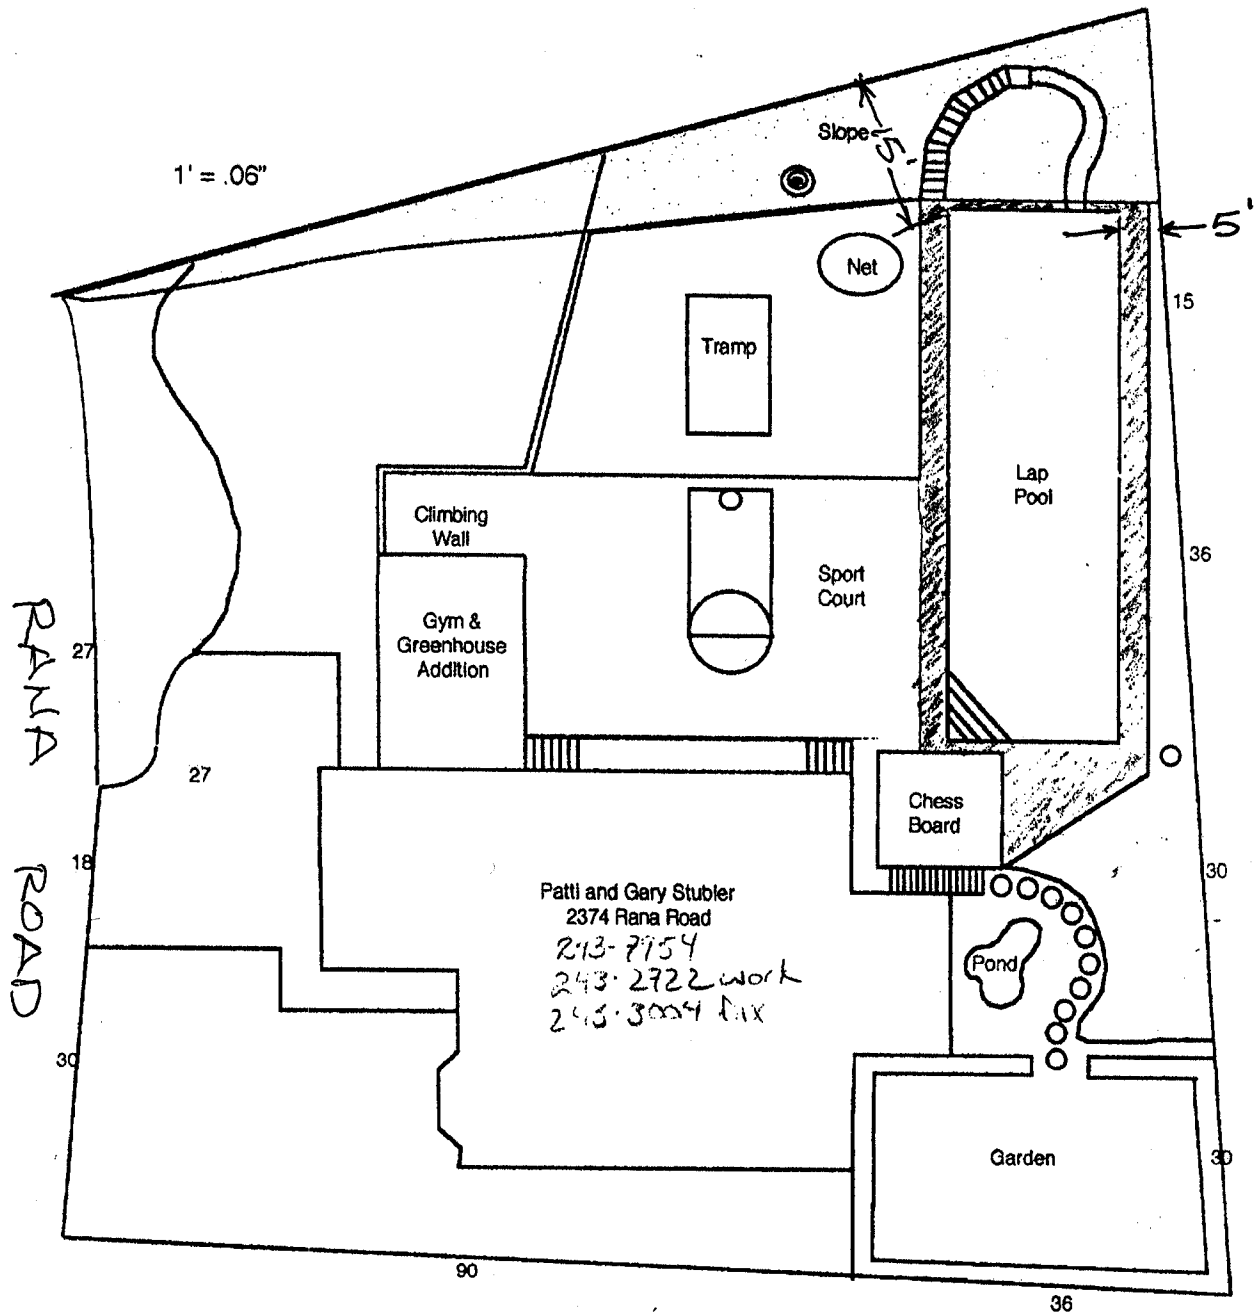 Slope
15'
1' = .06"
5'
Net
15
Tramp
Lap
Pool
Climbing
Wall
Sport
Court
36
Gym &
Greenhouse
Addition
RANA
27
27
Chess
Board
18
ROAD
30
Patti and Gary Stubler
2374 Rana Road
243-7954
243-2722 work
243-3004 fax
Pond
30
Garden
30
90
36